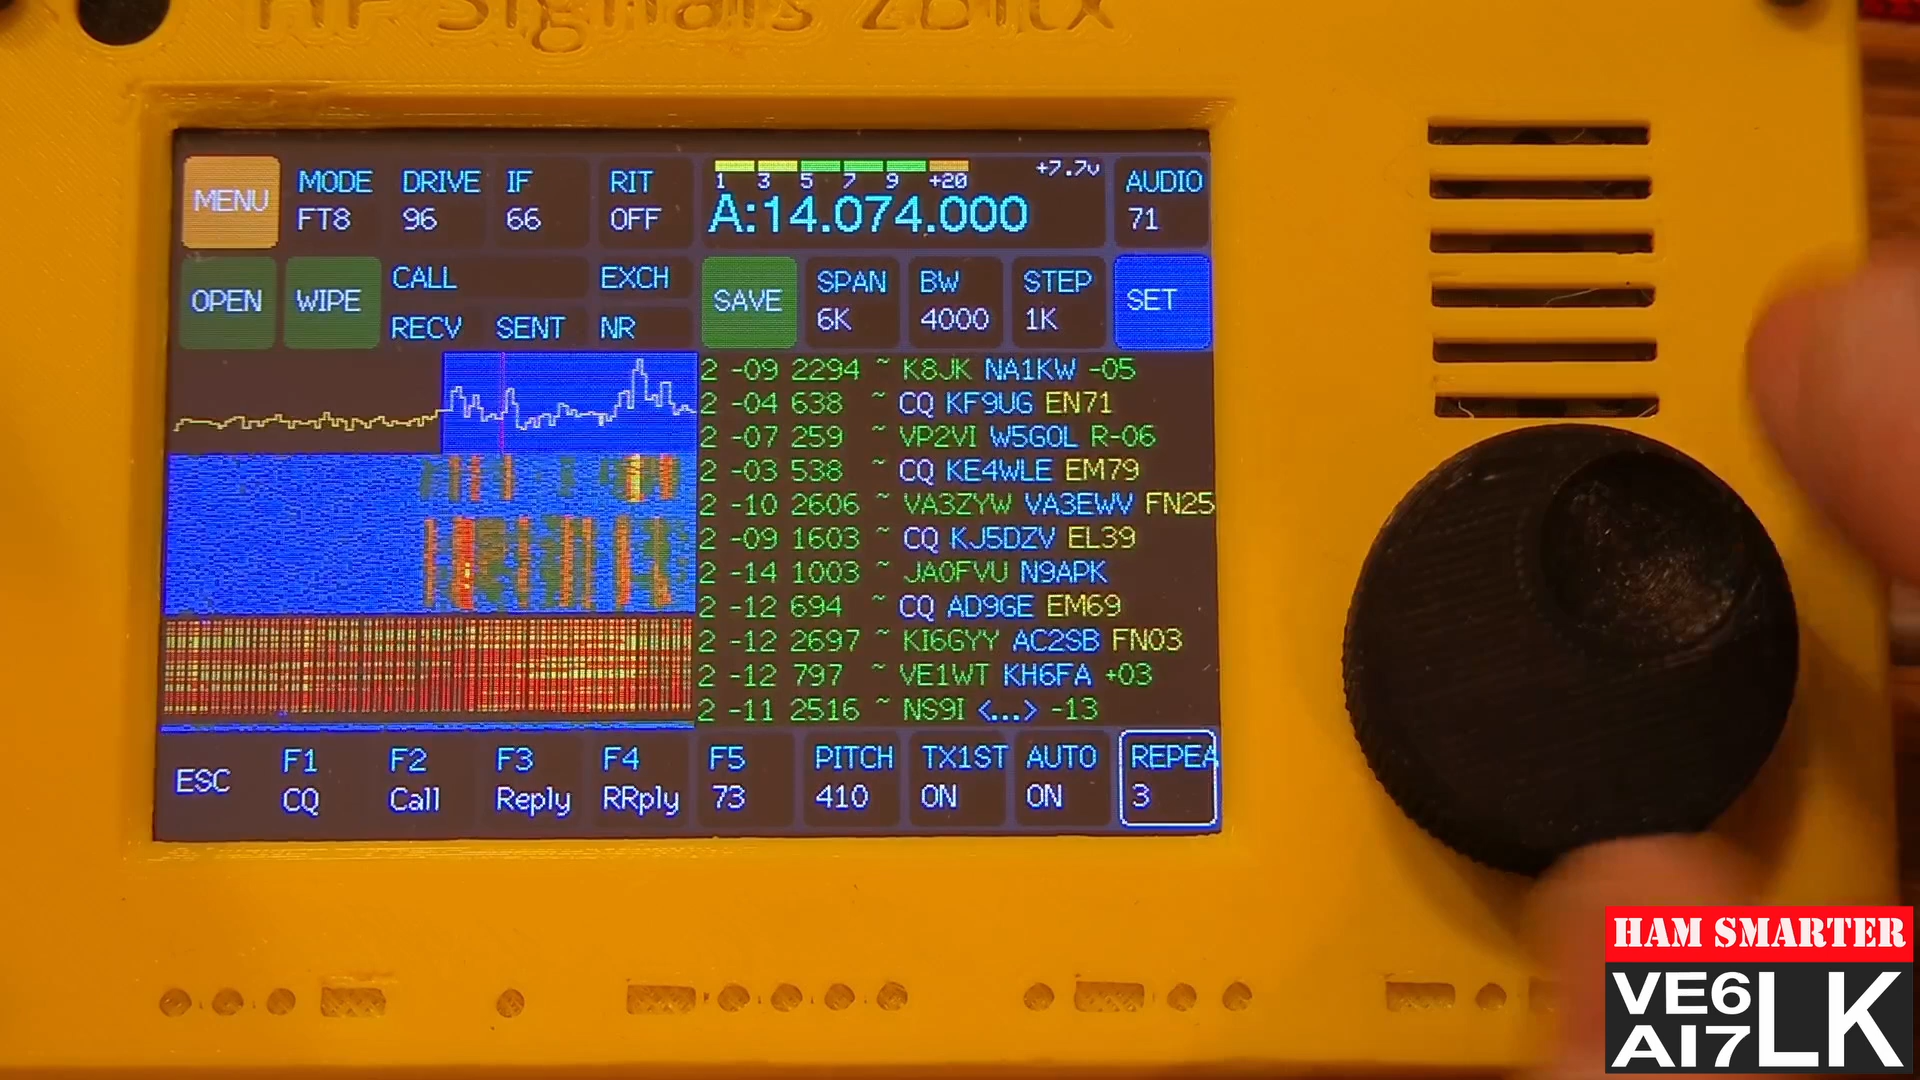 HF Signals zBitx
MENU MODE DRIVE IF RIT 1 3 5 7 9 +20 +7.7v AUDIO
FT8 96 66 OFF A:14.074.000 71
OPEN WIPE CALL EXCH SAVE SPAN BW STEP SET
RECV SENT NR 6K 4000 1K
2 -09 2294 ~ K8JK NA1KW -05
2 -04 638 ~ CQ KF9UG EN71
2 -07 259 ~ VP2VI W5GOL R-06
2 -03 538 ~ CQ KE4WLE EM79
2 -10 2606 ~ VA3ZYW VA3EWV FN25
2 -09 1603 ~ CQ KJ5DZV EL39
2 -14 1003 ~ JA0FVU N9APK
2 -12 694 ~ CQ AD9GE EM69
2 -12 2697 ~ KI6GYY AC2SB FN03
2 -12 797 ~ VE1WT KH6FA +03
2 -11 2516 ~ NS9I <...> -13
ESC F1 F2 F3 F4 F5 PITCH TX1ST AUTO REPEA
CQ Call Reply RRply 73 410 ON ON 3
HAM SMARTER
VE6
AI7 LK